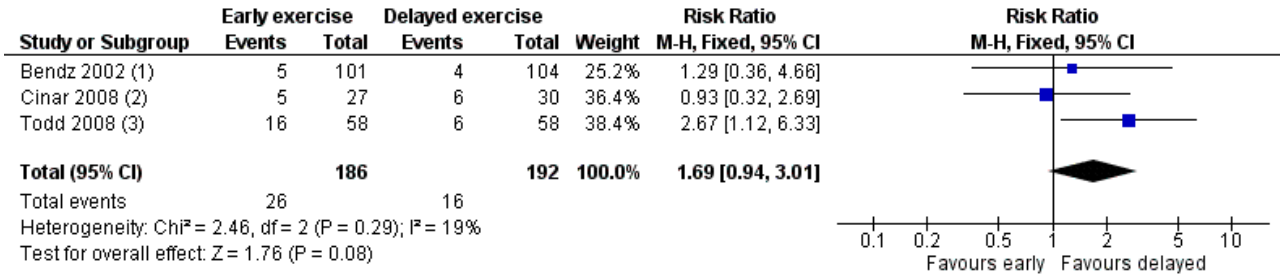 Early exercise Delayed exercise Risk Ratio Risk Ratio
Study or Subgroup Events Total Events Total Weight M-H, Fixed, 95% CI M-H, Fixed, 95% CI
Bendz 2002 (1) 5 101 4 104 25.2% 1.29 [0.36, 4.66]
Cinar 2008 (2) 5 27 6 30 36.4% 0.93 [0.32, 2.69]
Todd 2008 (3) 16 58 6 58 38.4% 2.67 [1.12, 6.33]
Total (95% CI) 186 192 100.0% 1.69 [0.94, 3.01]
Total events 26 16
Heterogeneity: Chi² = 2.46, df = 2 (P = 0.29); I² = 19%
Test for overall effect: Z = 1.76 (P = 0.08)
0.1 0.2 0.5 1 2 5 10
Favours early Favours delayed